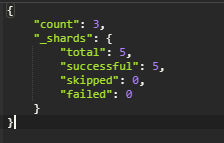 {
    "count": 3,
    "_shards": {
        "total": 5,
        "successful": 5,
        "skipped": 0,
        "failed": 0
    }
}